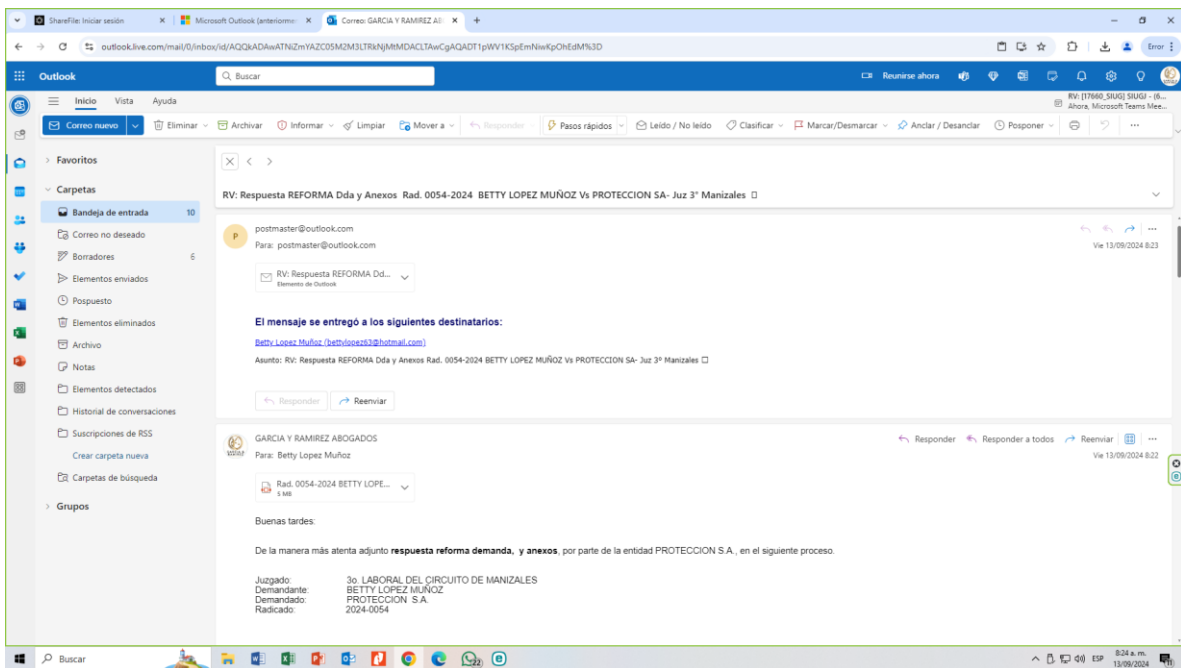 ShareFile: Iniciar sesión
Microsoft Outlook (anteriorme
Correo: GARCIA Y RAMIREZ AB
outlook.live.com/mail/0/inbox/id/AQQkADAwATNiZmYAZC05M2M3LTRkNjMtMDACLTAwCgAQADT1pWV1KSpEmNiwKpOhEdM%3D
Error
Outlook
Buscar
Reunirse ahora
Inicio Vista Ayuda
RV: [17660_SIUG] SIUGJ - (6...
Ahora, Microsoft Teams Mee...
Correo nuevo
Eliminar
Archivar
Informar
Limpiar
Mover a
Responder
Pasos rápidos
Leído / No leído
Clasificar
Marcar/Desmarcar
Anclar / Desanclar
Posponer
Favoritos
Carpetas
Bandeja de entrada 10
Correo no deseado
Borradores 6
Elementos enviados
Pospuesto
Elementos eliminados
Archivo
Notas
Elementos detectados
Historial de conversaciones
Suscripciones de RSS
Crear carpeta nueva
Carpetas de búsqueda
Grupos
RV: Respuesta REFORMA Dda y Anexos Rad. 0054-2024 BETTY LOPEZ MUÑOZ Vs PROTECCION SA- Juz 3° Manizales
P
postmaster@outlook.com
Para: postmaster@outlook.com
Vie 13/09/2024 8:23
RV: Respuesta REFORMA Dd...
Elemento de Outlook
El mensaje se entregó a los siguientes destinatarios:
Betty Lopez Muñoz (bettylopez63@hotmail.com)
Asunto: RV: Respuesta REFORMA Dda y Anexos Rad. 0054-2024 BETTY LOPEZ MUÑOZ Vs PROTECCION SA- Juz 3º Manizales
Responder
Reenviar
GARCIA Y RAMIREZ ABOGADOS
Responder Responder a todos Reenviar
Para: Betty Lopez Muñoz
Vie 13/09/2024 8:22
Rad. 0054-2024 BETTY LOPE...
5 MB
Buenas tardes:
De la manera más atenta adjunto respuesta reforma demanda, y anexos, por parte de la entidad PROTECCION S.A., en el siguiente proceso.
Juzgado: 3o. LABORAL DEL CIRCUITO DE MANIZALES
Demandante: BETTY LOPEZ MUÑOZ
Demandado: PROTECCION S.A.
Radicado: 2024-0054
Buscar
22
ESP
8:24 a. m.
13/09/2024